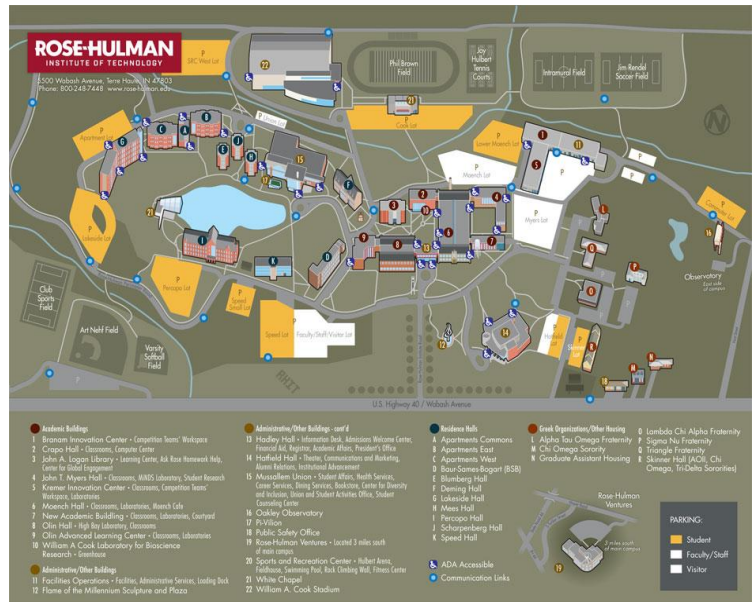 ROSE-HULMAN
INSTITUTE OF TECHNOLOGY
5500 Wabash Avenue, Terre Haute, IN 47803
Phone: 800-248-7448 www.rose-hulman.edu
P
SRC West Lot
22
Phil Brown
Field
Joy
Hulbert
Tennis
Courts
Intramural Field
Jim Rendel
Soccer Field
21
P
Cook Lot
P
Union Lot
P
Apartment Lot
P
Lower Moench Lot
P
Moench Lot
P
Myers Lot
P
Commuter Lot
Observatory
East side
of campus
P
Lakeside Lot
P
Percopo Lot
P
Speed
Small Lot
P
Speed Lot
P
Faculty/Staff/Visitor Lot
P
Hatfield
Lot
P
Skinner
Lot
Club
Sports
Field
Art Nehf Field
Varsity
Softball
Field
RHIT
N
U.S. Highway 40 / Wabash Avenue
Academic Buildings
1 Branam Innovation Center • Competition Teams' Workspace
2 Crapo Hall • Classrooms, Computer Center
3 John A. Logan Library • Learning Center, Ask Rose Homework Help,
Center for Global Engagement
4 John T. Myers Hall • Classrooms, MiNDS Laboratory, Student Research
5 Kremer Innovation Center • Classrooms, Competition Teams'
Workspace, Laboratories
6 Moench Hall • Classrooms, Laboratories, Moench Cafe
7 New Academic Building • Classrooms, Laboratories, Courtyard
8 Olin Hall • High Bay Laboratory, Classrooms
9 Olin Advanced Learning Center • Classrooms, Laboratories
10 William A Cook Laboratory for Bioscience
Research • Greenhouse
Administrative/Other Buildings
11 Facilities Operations • Facilities, Administrative Services, Loading Dock
12 Flame of the Millennium Sculpture and Plaza
Administrative/Other Buildings - cont'd
13 Hadley Hall • Information Desk, Admissions Welcome Center,
Financial Aid, Registrar, Academic Affairs, President's Office
14 Hatfield Hall • Theater, Communications and Marketing,
Alumni Relations, Institutional Advancement
15 Mussallem Union • Student Affairs, Health Services,
Career Services, Dining Services, Bookstore, Center for Diversity
and Inclusion, Union and Student Activities Office, Student
Counseling Center
16 Oakley Observatory
17 Pi-Vilion
18 Public Safety Office
19 Rose-Hulman Ventures • Located 3 miles south
of main campus
20 Sports and Recreation Center • Hulbert Arena,
Fieldhouse, Swimming Pool, Rock Climbing Wall, Fitness Center
21 White Chapel
22 William A. Cook Stadium
Residence Halls
A Apartments Commons
B Apartments East
C Apartments West
D Baur-Sames-Bogart (BSB)
E Blumberg Hall
F Deming Hall
G Lakeside Hall
H Mees Hall
I Percopo Hall
J Scharpenberg Hall
K Speed Hall
ADA Accessible
Communication Links
Greek Organizations/Other Housing
L Alpha Tau Omega Fraternity
M Chi Omega Sorority
N Graduate Assistant Housing
O Lambda Chi Alpha Fraternity
P Sigma Nu Fraternity
Q Triangle Fraternity
R Skinner Hall (AOII, Chi
Omega, Tri-Delta Sororities)
Rose-Hulman
Ventures
3 miles south
of main campus
19
PARKING:
Student
Faculty/Staff
Visitor